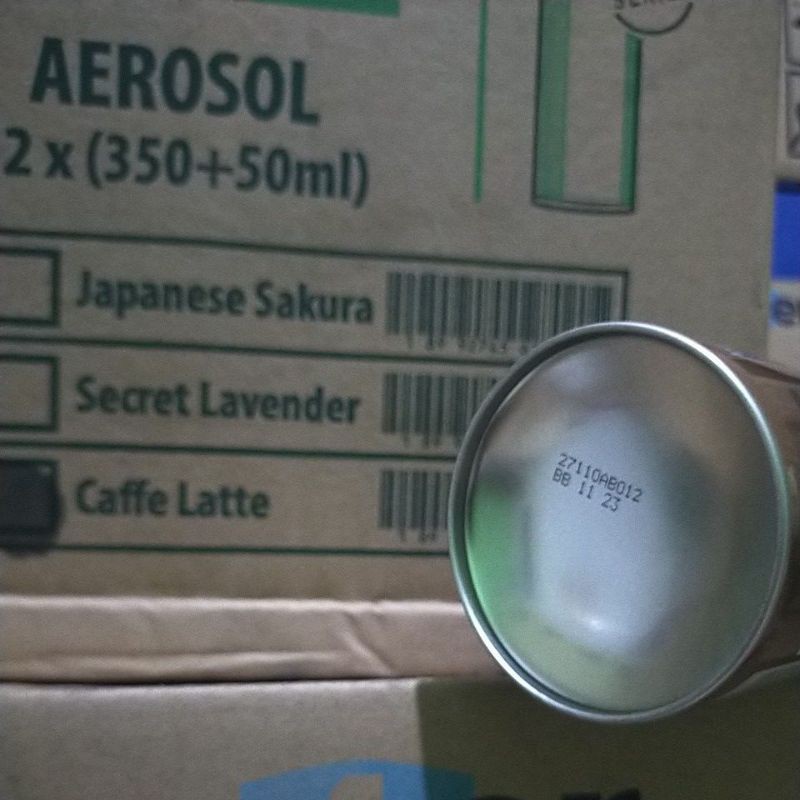 AEROSOL
2 x (350+50ml)
Japanese Sakura
Secret Lavender
Caffe Latte
27110AB012
BB 11 23